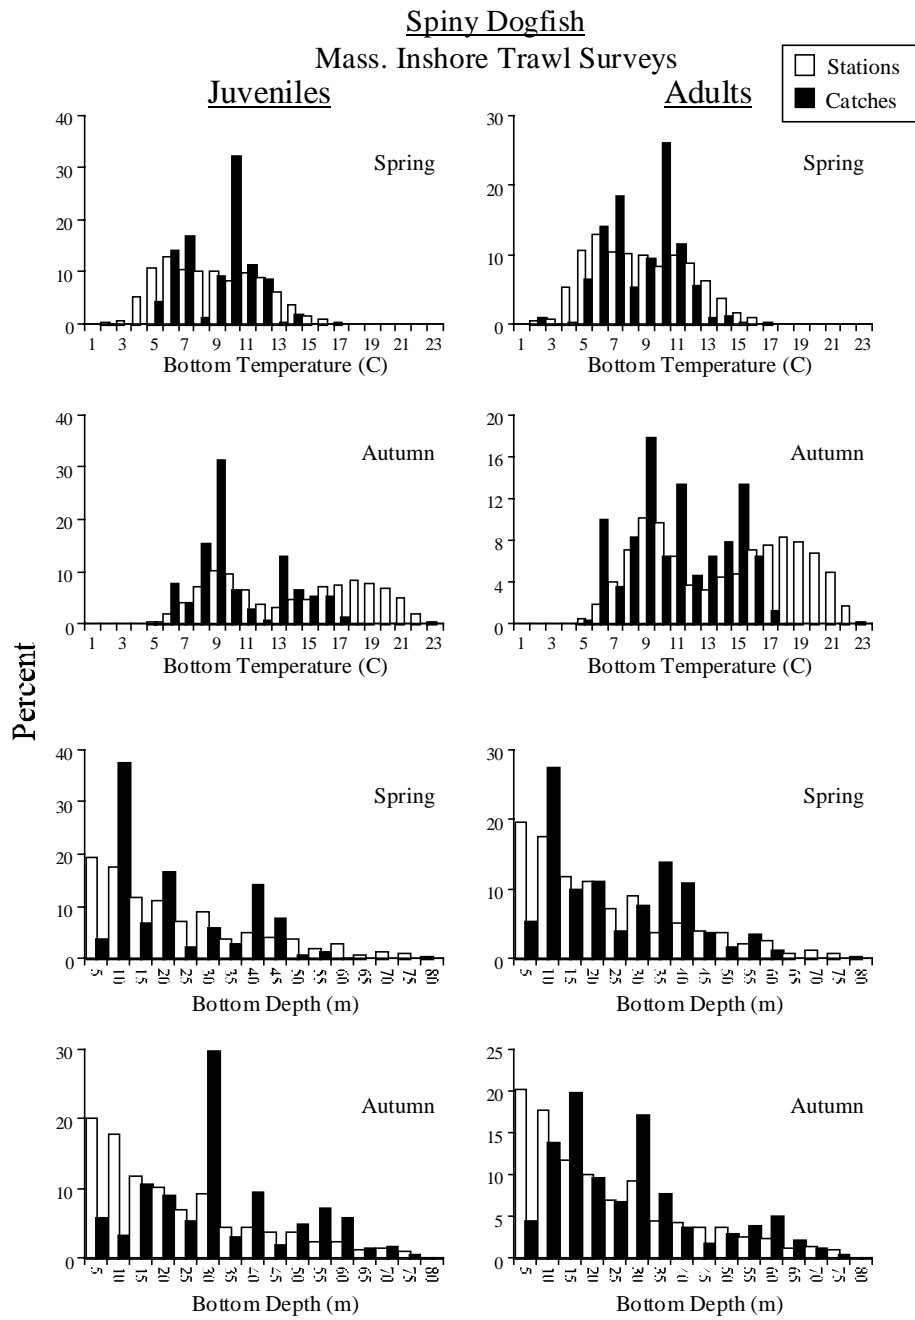 Spiny Dogfish
Mass. Inshore Trawl Surveys
Stations
Catches
Juveniles
Adults
40
30
20
10
0
Spring
1 3 5 7 9 11 13 15 17 19 21 23
Bottom Temperature (C)
30
20
10
0
Spring
1 3 5 7 9 11 13 15 17 19 21 23
Bottom Temperature (C)
40
30
20
10
0
Autumn
1 3 5 7 9 11 13 15 17 19 21 23
Bottom Temperature (C)
20
16
12
8
4
0
Autumn
1 3 5 7 9 11 13 15 17 19 21 23
Bottom Temperature (C)
Percent
40
30
20
10
0
Spring
5 10 15 20 25 30 35 40 45 50 55 60 65 70 75 80
Bottom Depth (m)
30
20
10
0
Spring
5 10 15 20 25 30 35 40 45 50 55 60 65 70 75 80
Bottom Depth (m)
30
20
10
0
Autumn
5 10 15 20 25 30 35 40 45 50 55 60 65 70 75 80
Bottom Depth (m)
25
20
15
10
5
0
Autumn
5 10 15 20 25 30 35 40 45 50 55 60 65 70 75 80
Bottom Depth (m)